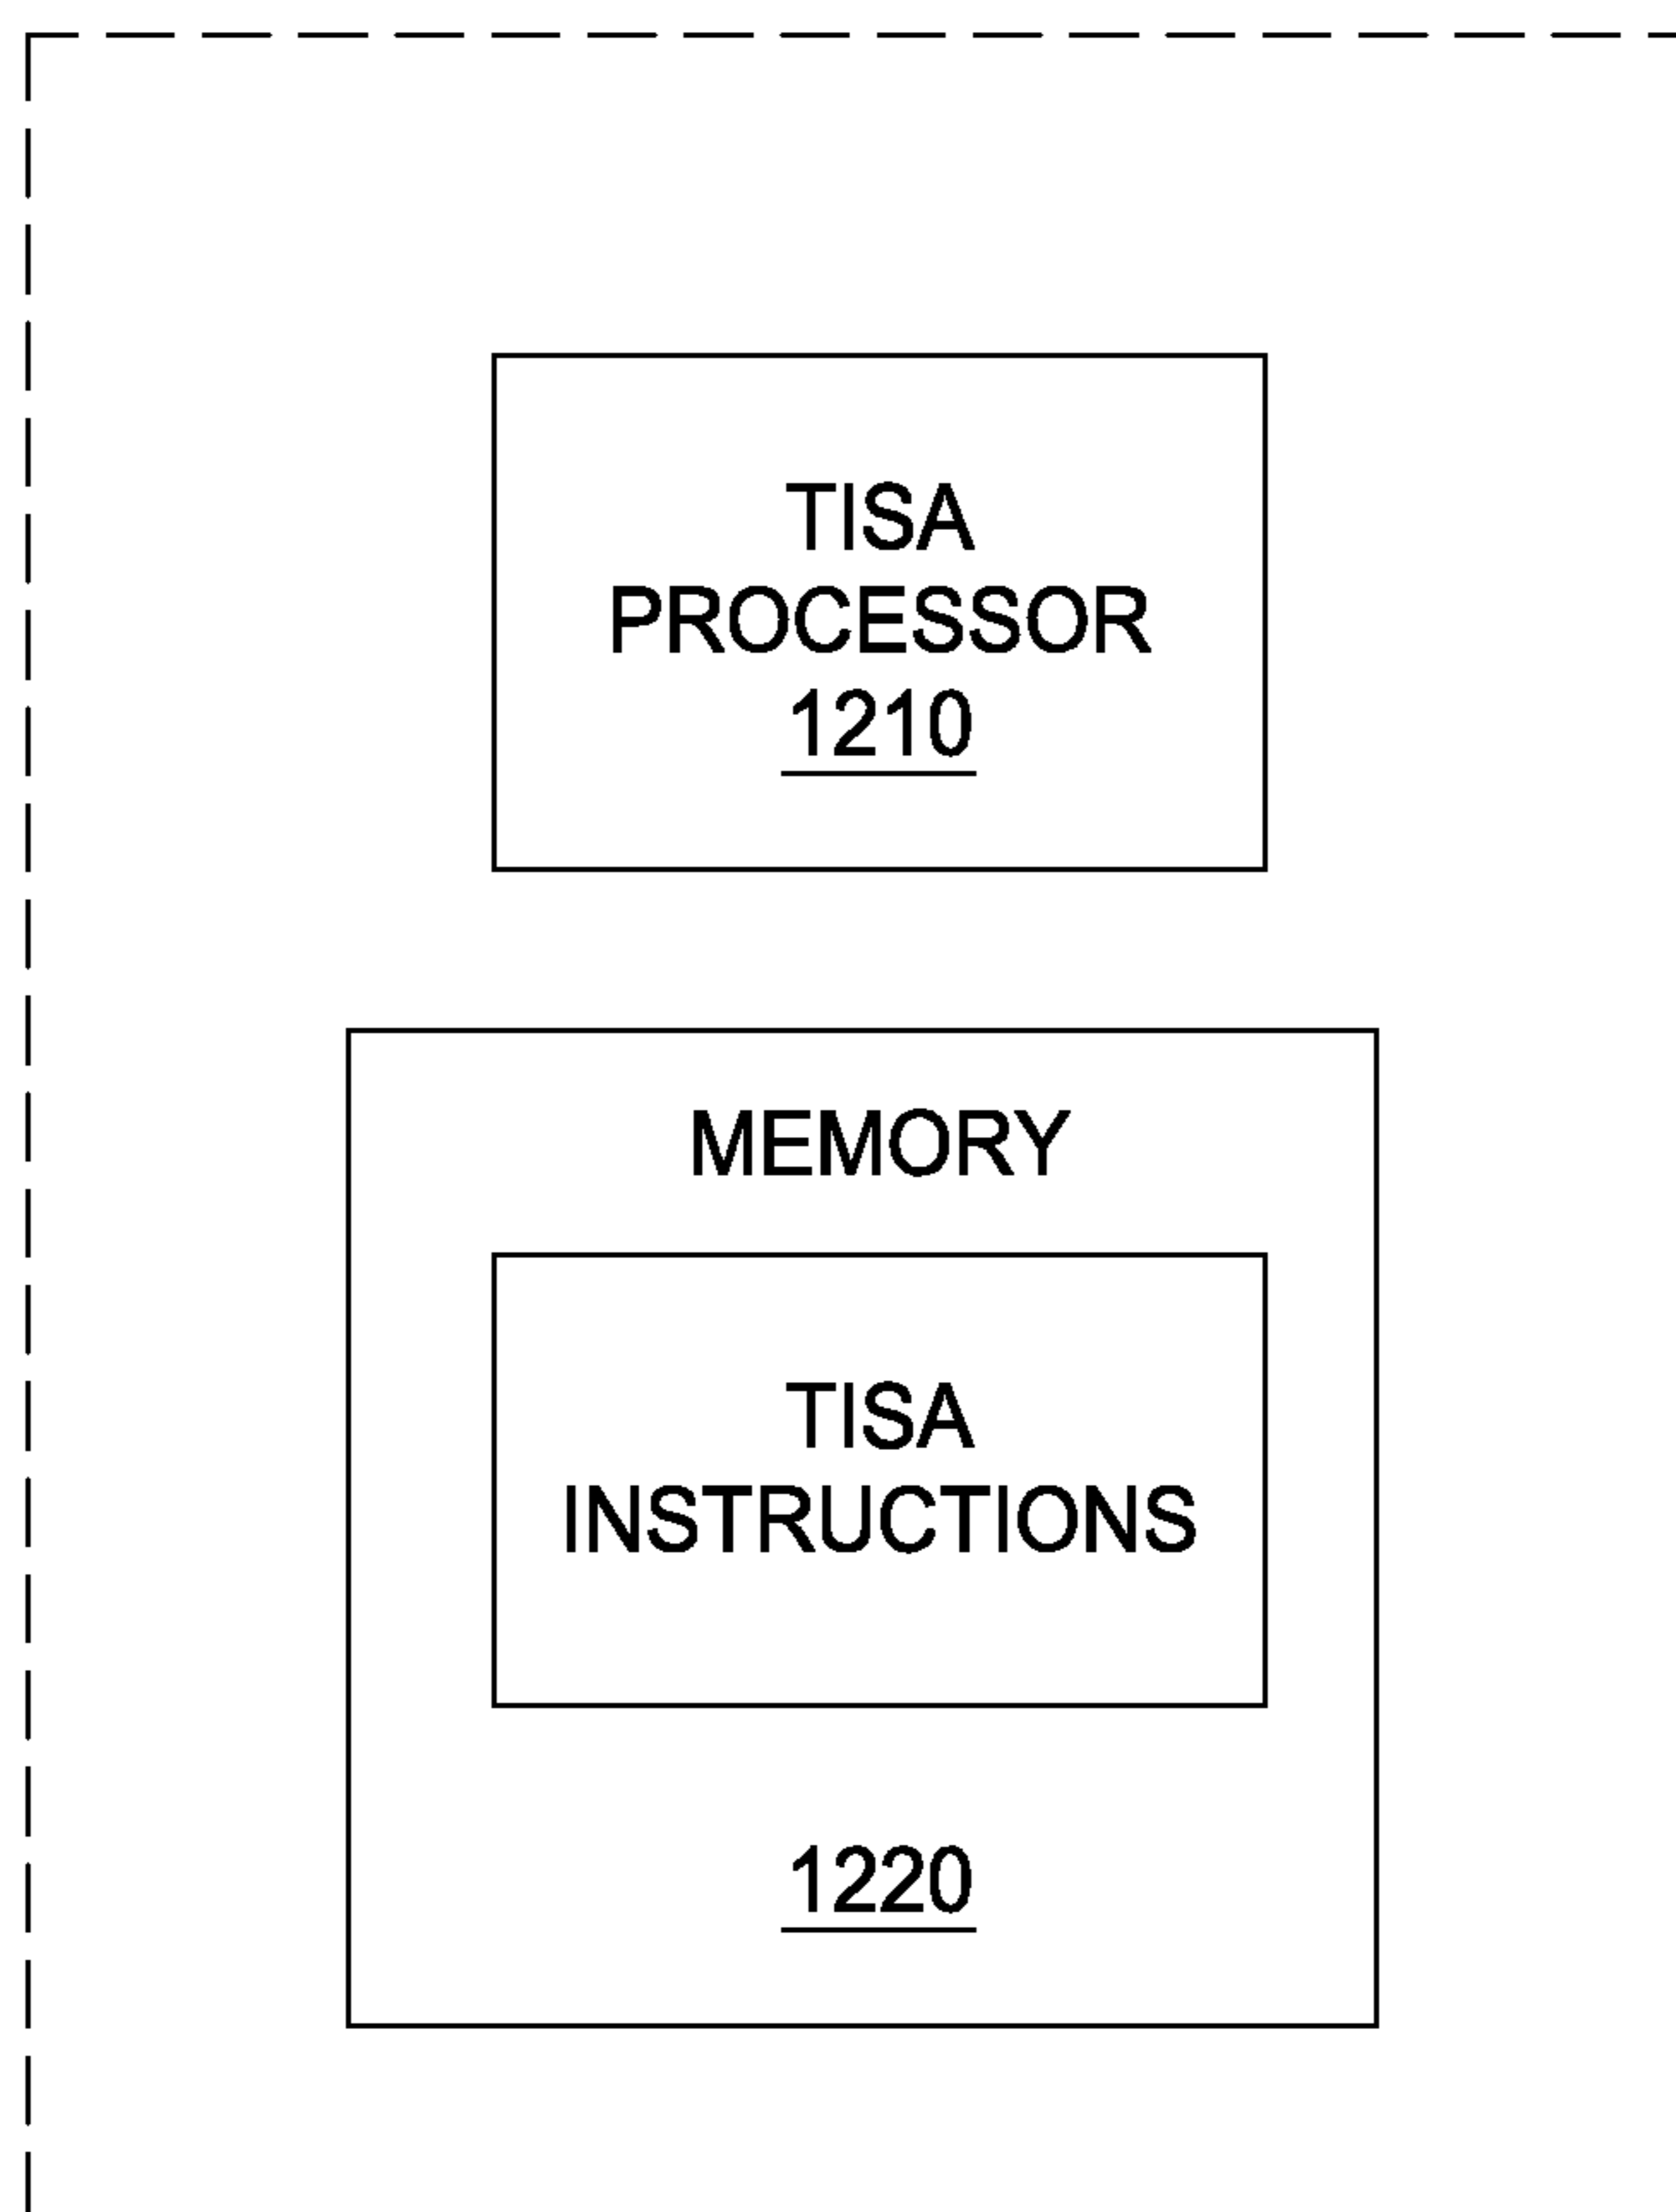 TISA
PROCESSOR
1210
MEMORY
TISA
INSTRUCTIONS
1220